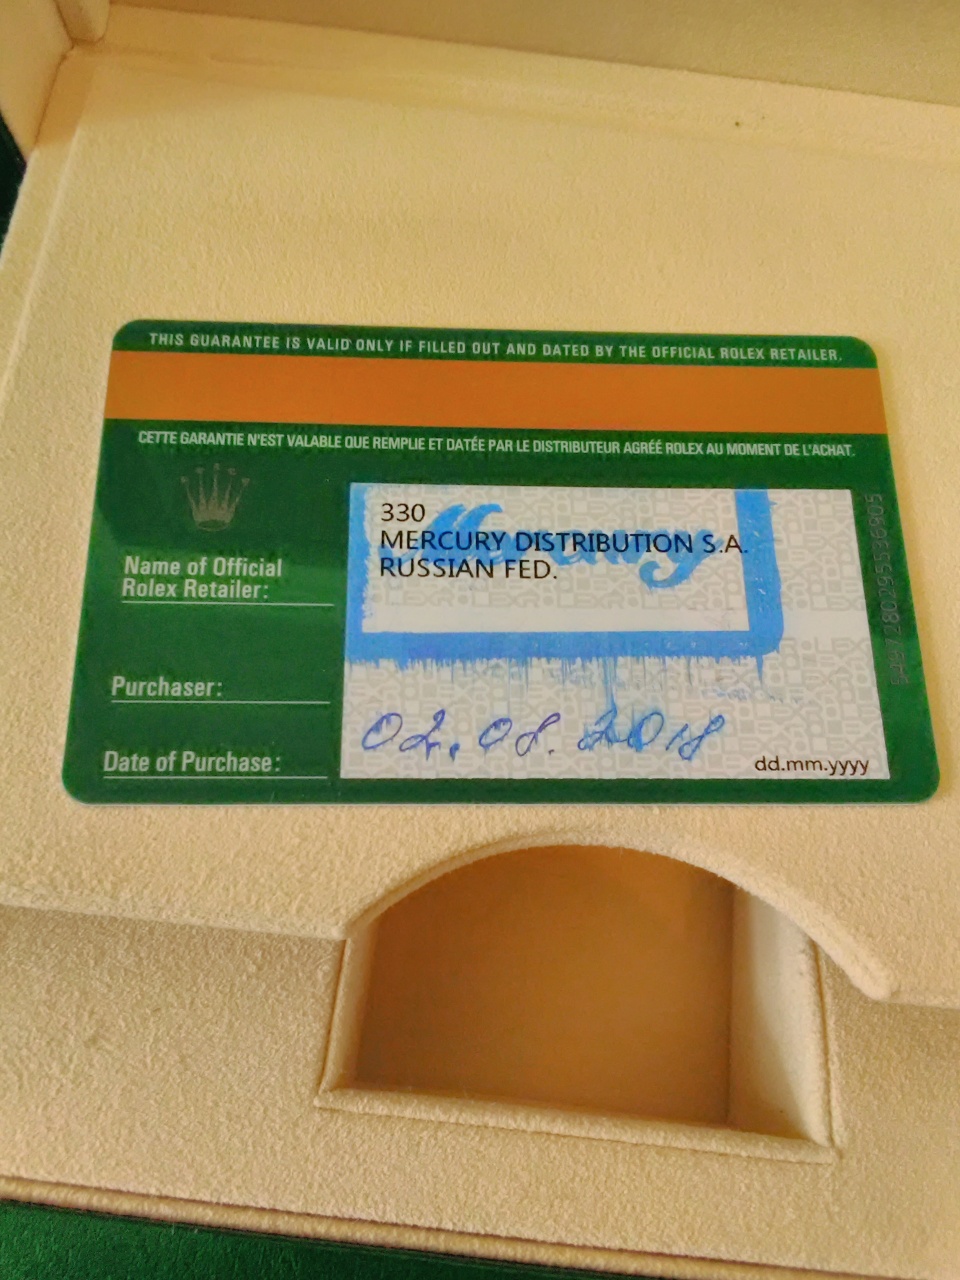 THIS GUARANTEE IS VALID ONLY IF FILLED OUT AND DATED BY THE OFFICIAL ROLEX RETAILER.
CETTE GARANTIE N'EST VALABLE QUE REMPLIE ET DATÉE PAR LE DISTRIBUTEUR AGRÉÉ ROLEX AU MOMENT DE L'ACHAT.
330
Mercury
MERCURY DISTRIBUTION S.A.
RUSSIAN FED.
Name of Official
Rolex Retailer:
Purchaser:
02.08.2018
Date of Purchase:
dd.mm.yyyy